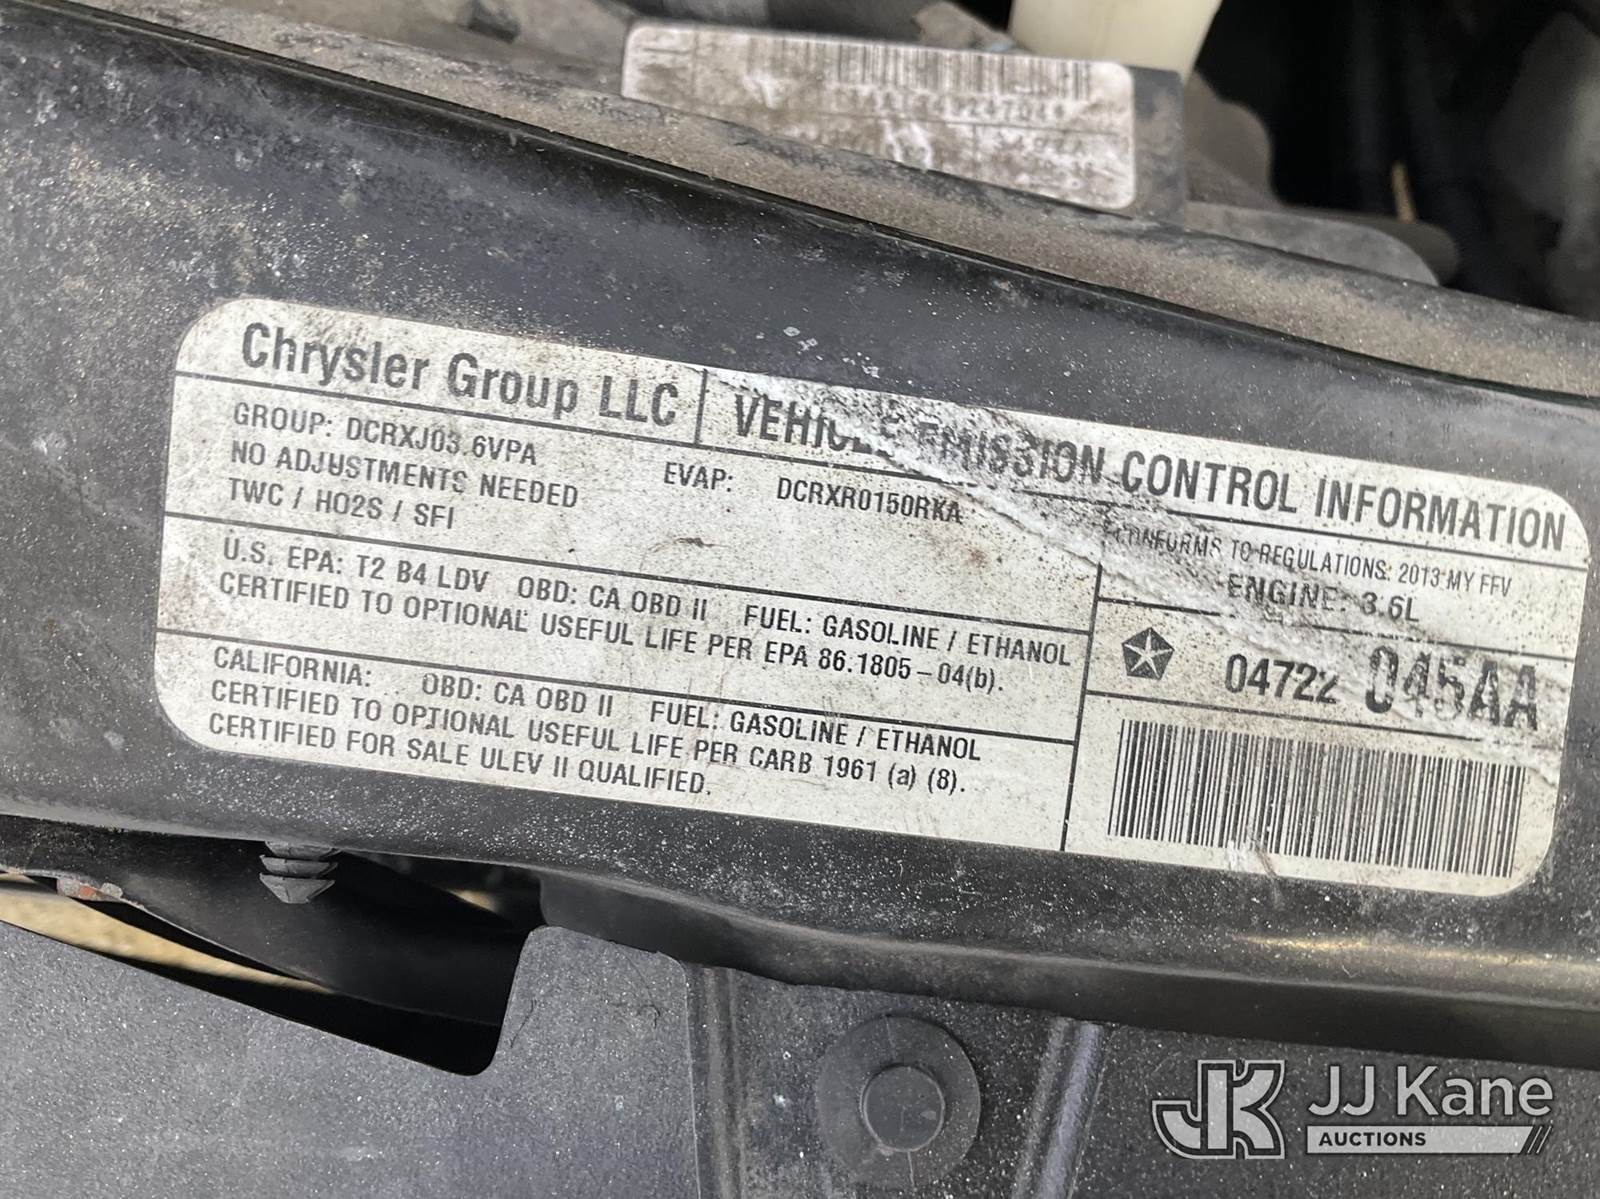 Chrysler Group LLC
VEHICLE EMISSION CONTROL INFORMATION
GROUP: DCRXJ03.6VPA
EVAP: DCRXR0150RKA
NO ADJUSTMENTS NEEDED
TWC / HO2S / SFI
CONFORMS TO REGULATIONS: 2013 MY FFV
ENGINE: 3.6L
U.S. EPA: T2 B4 LDV OBD: CA OBD II FUEL: GASOLINE / ETHANOL
CERTIFIED TO OPTIONAL USEFUL LIFE PER EPA 86.1805-04(b).
04722 045AA
CALIFORNIA: OBD: CA OBD II FUEL: GASOLINE / ETHANOL
CERTIFIED TO OPTIONAL USEFUL LIFE PER CARB 1961 (a) (8).
CERTIFIED FOR SALE ULEV II QUALIFIED.
JK JJ Kane
AUCTIONS